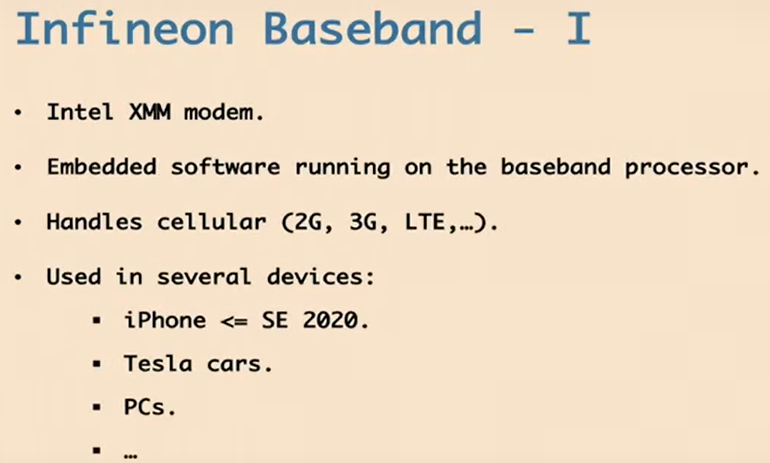 Infineon Baseband - I
• Intel XMM modem.
• Embedded software running on the baseband processor.
• Handles cellular (2G, 3G, LTE,…).
• Used in several devices:
▪ iPhone <= SE 2020.
▪ Tesla cars.
▪ PCs.
▪ …